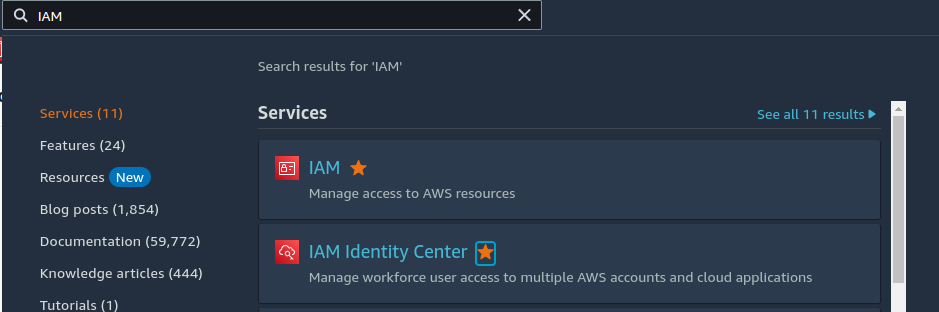 IAM
Search results for 'IAM'
Services (11)
Features (24)
Resources New
Blog posts (1,854)
Documentation (59,772)
Knowledge articles (444)
Tutorials (1)
Services
See all 11 results
IAM
Manage access to AWS resources
IAM Identity Center
Manage workforce user access to multiple AWS accounts and cloud applications